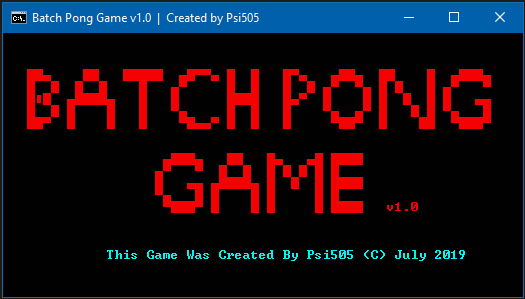 Batch Pong Game v1.0 | Created by Psi505
BATCH PONG
GAME
v1.0
This Game Was Created By Psi505 (C) July 2019